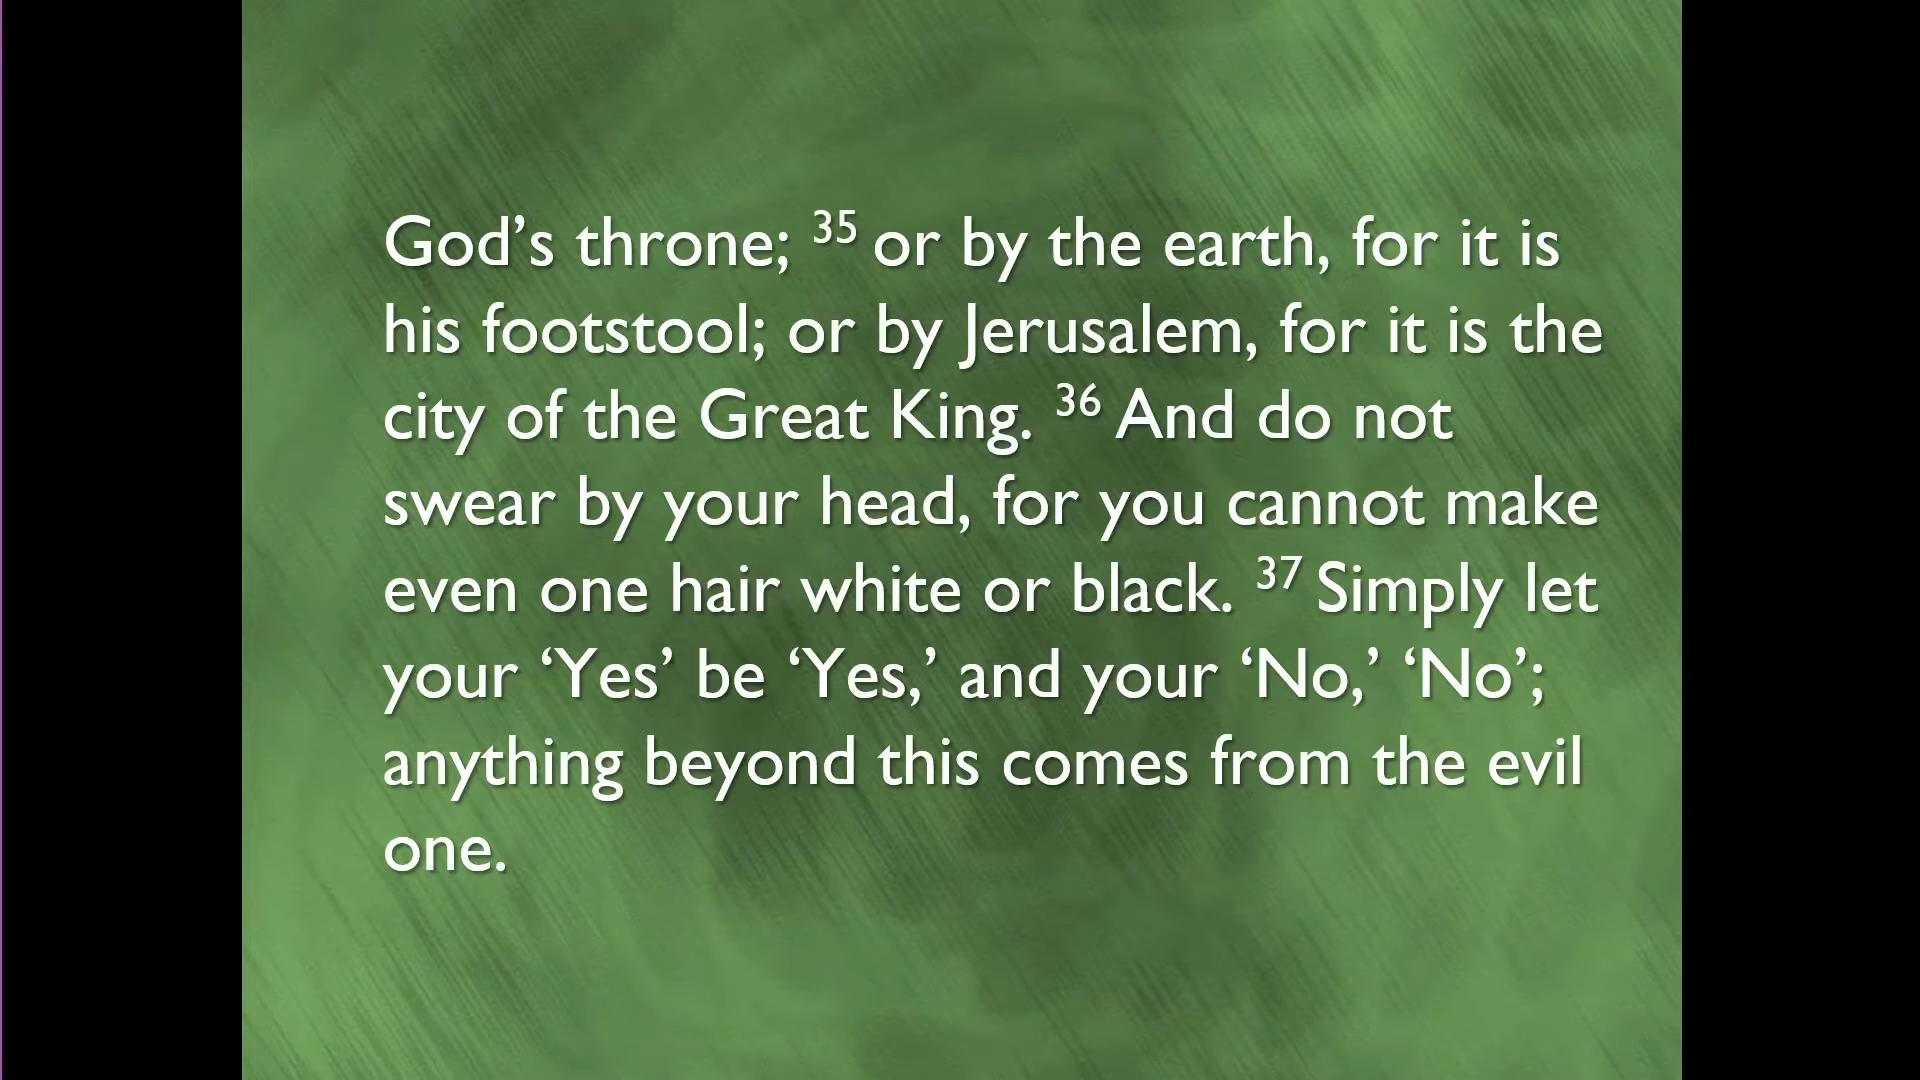 God’s throne; 35 or by the earth, for it is
his footstool; or by Jerusalem, for it is the
city of the Great King. 36 And do not
swear by your head, for you cannot make
even one hair white or black. 37 Simply let
your ‘Yes’ be ‘Yes,’ and your ‘No,’ ‘No’;
anything beyond this comes from the evil
one.